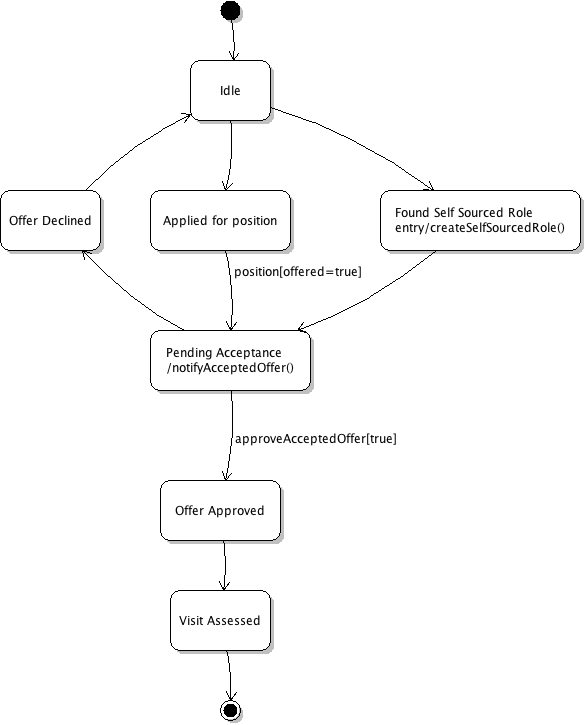 Idle
Offer Declined
Applied for position
Found Self Sourced Role
entry/createSelfSourcedRole()
position[offered=true]
Pending Acceptance
/notifyAcceptedOffer()
approveAcceptedOffer[true]
Offer Approved
Visit Assessed